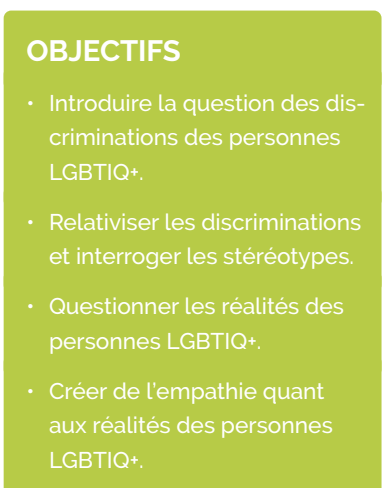 OBJECTIFS
• Introduire la question des dis-
criminations des personnes
LGBTIQ+.
• Relativiser les discriminations
et interroger les stéréotypes.
• Questionner les réalités des
personnes LGBTIQ+.
• Créer de l'empathie quant
aux réalités des personnes
LGBTIQ+.